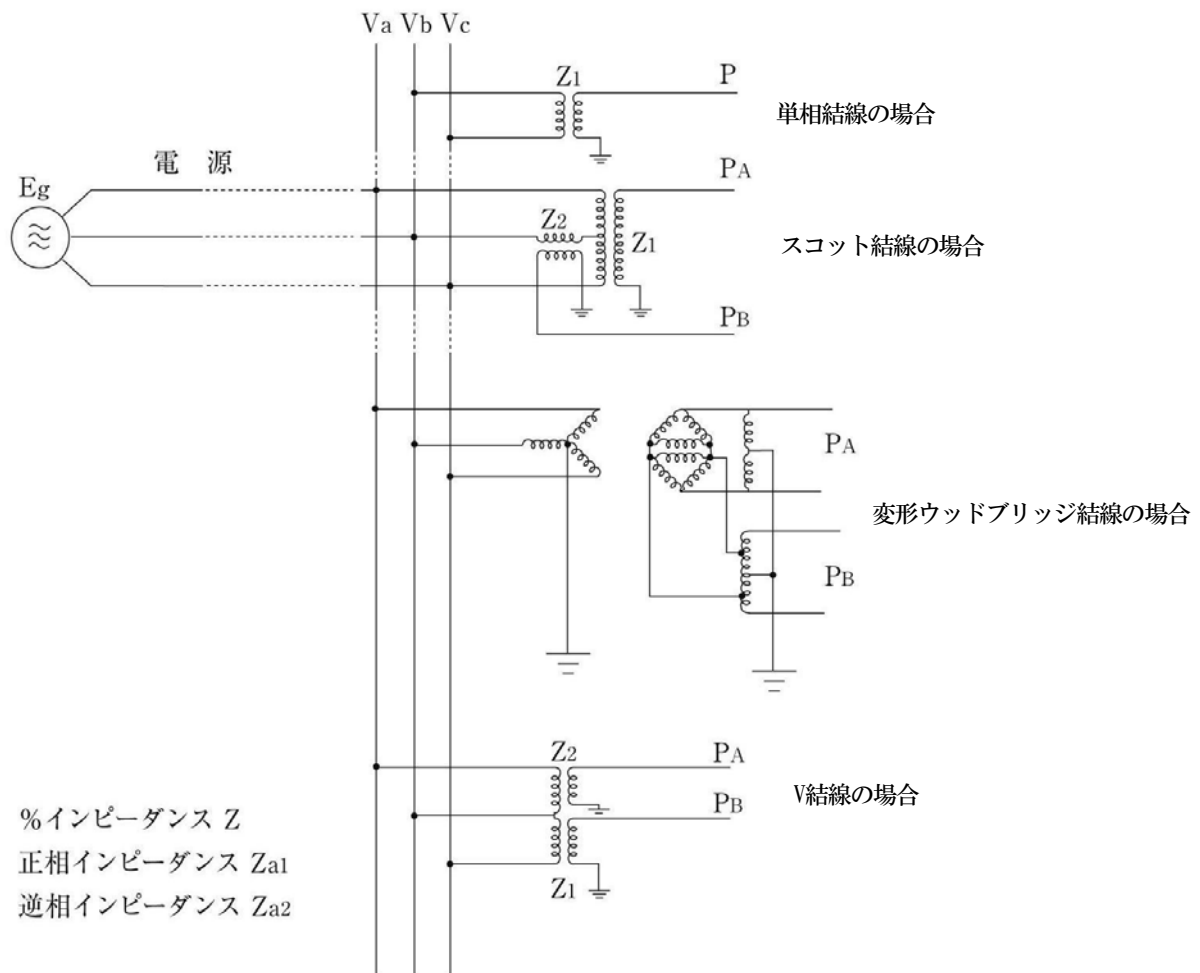 Va Vb Vc
Z1
P
単相結線の場合
電 源
Eg
PA
Z2
Z1
スコット結線の場合
PB
PA
変形ウッドブリッジ結線の場合
PB
Z2
PA
PB
V結線の場合
Z1
%インピーダンス Z
正相インピーダンス Za1
逆相インピーダンス Za2